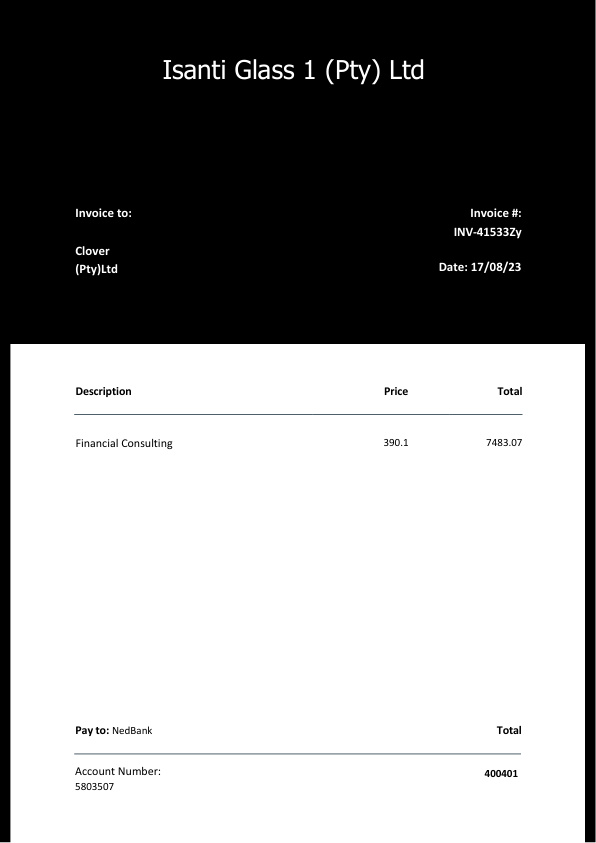 Isanti Glass 1 (Pty) Ltd
Invoice to:
Invoice #:
INV-41533Zy
Clover
(Pty)Ltd
Date: 17/08/23
Description Price Total
Financial Consulting 390.1 7483.07
Pay to: NedBank Total
Account Number:
5803507
400401